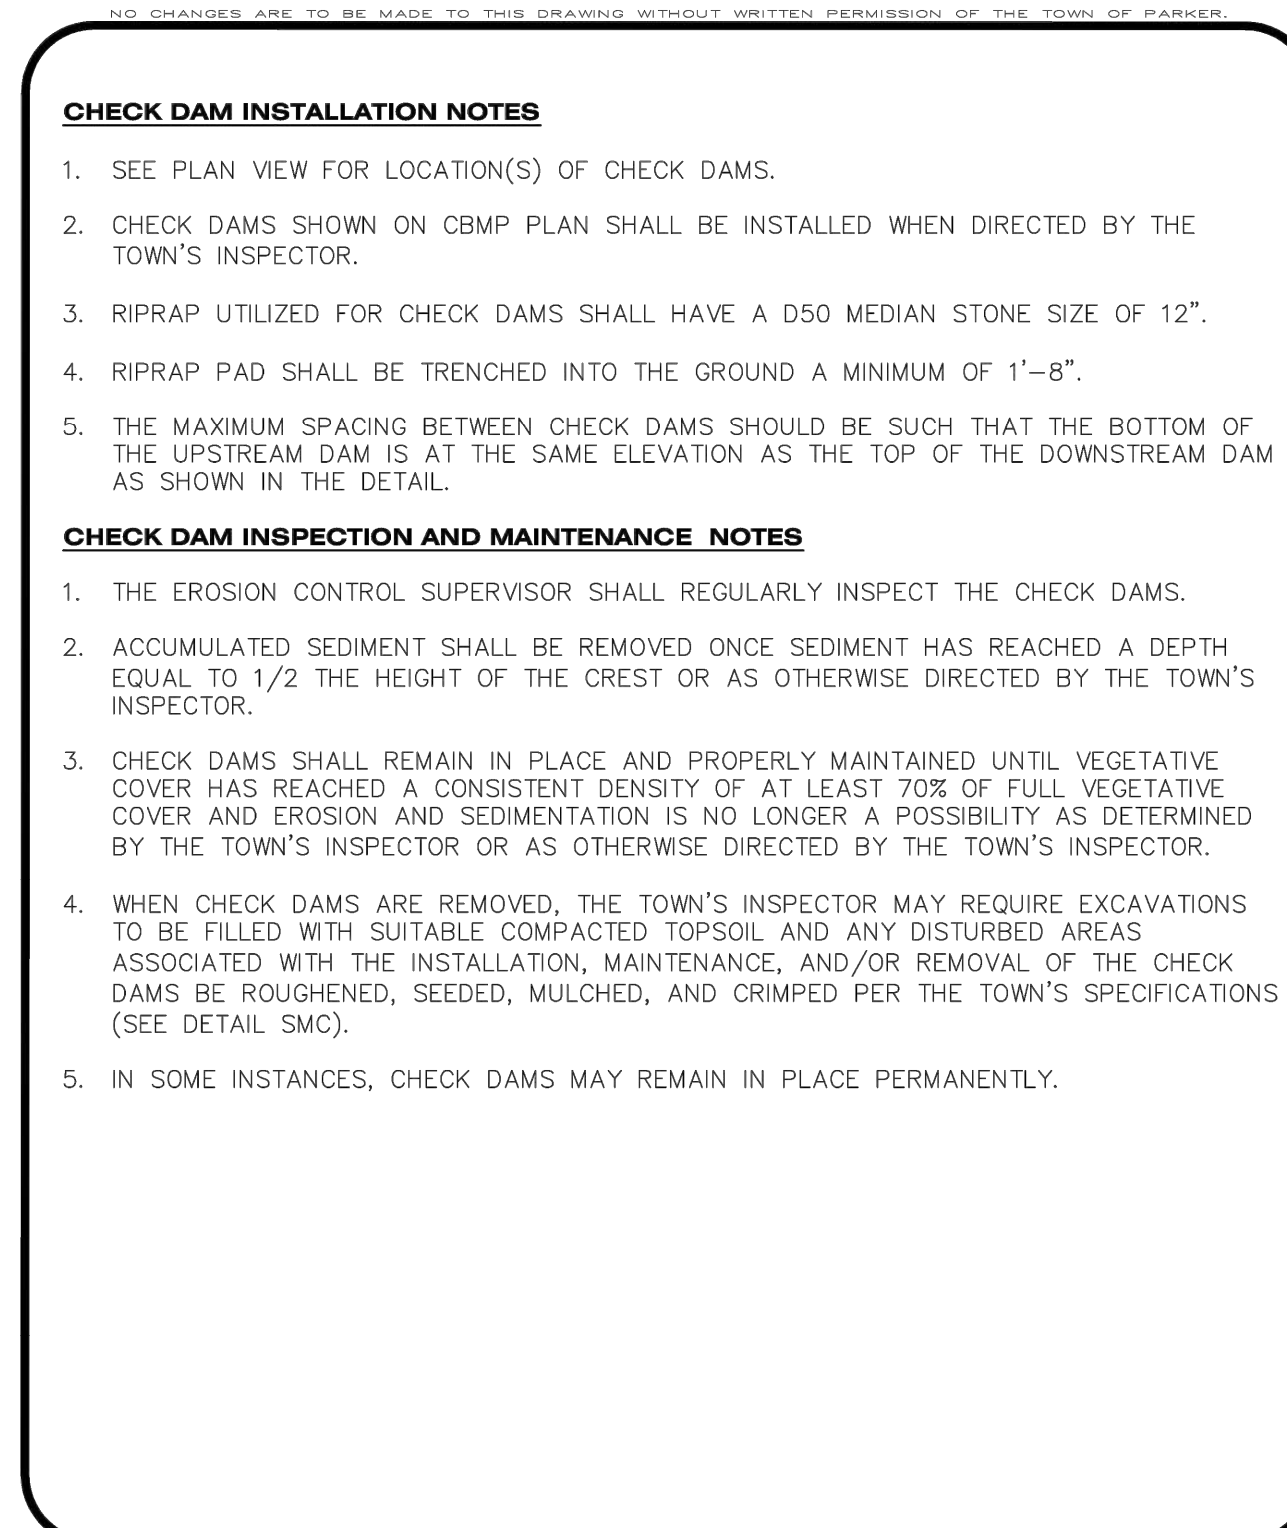 NO CHANGES ARE TO BE MADE TO THIS DRAWING WITHOUT WRITTEN PERMISSION OF THE TOWN OF PARKER.
CHECK DAM INSTALLATION NOTES
1. SEE PLAN VIEW FOR LOCATION(S) OF CHECK DAMS.
2. CHECK DAMS SHOWN ON CBMP PLAN SHALL BE INSTALLED WHEN DIRECTED BY THE
TOWN'S INSPECTOR.
3. RIPRAP UTILIZED FOR CHECK DAMS SHALL HAVE A D50 MEDIAN STONE SIZE OF 12”.
4. RIPRAP PAD SHALL BE TRENCHED INTO THE GROUND A MINIMUM OF 1'–8”.
5. THE MAXIMUM SPACING BETWEEN CHECK DAMS SHOULD BE SUCH THAT THE BOTTOM OF
THE UPSTREAM DAM IS AT THE SAME ELEVATION AS THE TOP OF THE DOWNSTREAM DAM
AS SHOWN IN THE DETAIL.
CHECK DAM INSPECTION AND MAINTENANCE NOTES
1. THE EROSION CONTROL SUPERVISOR SHALL REGULARLY INSPECT THE CHECK DAMS.
2. ACCUMULATED SEDIMENT SHALL BE REMOVED ONCE SEDIMENT HAS REACHED A DEPTH
EQUAL TO 1/2 THE HEIGHT OF THE CREST OR AS OTHERWISE DIRECTED BY THE TOWN'S
INSPECTOR.
3. CHECK DAMS SHALL REMAIN IN PLACE AND PROPERLY MAINTAINED UNTIL VEGETATIVE
COVER HAS REACHED A CONSISTENT DENSITY OF AT LEAST 70% OF FULL VEGETATIVE
COVER AND EROSION AND SEDIMENTATION IS NO LONGER A POSSIBILITY AS DETERMINED
BY THE TOWN'S INSPECTOR OR AS OTHERWISE DIRECTED BY THE TOWN'S INSPECTOR.
4. WHEN CHECK DAMS ARE REMOVED, THE TOWN'S INSPECTOR MAY REQUIRE EXCAVATIONS
TO BE FILLED WITH SUITABLE COMPACTED TOPSOIL AND ANY DISTURBED AREAS
ASSOCIATED WITH THE INSTALLATION, MAINTENANCE, AND/OR REMOVAL OF THE CHECK
DAMS BE ROUGHENED, SEEDED, MULCHED, AND CRIMPED PER THE TOWN'S SPECIFICATIONS
(SEE DETAIL SMC).
5. IN SOME INSTANCES, CHECK DAMS MAY REMAIN IN PLACE PERMANENTLY.